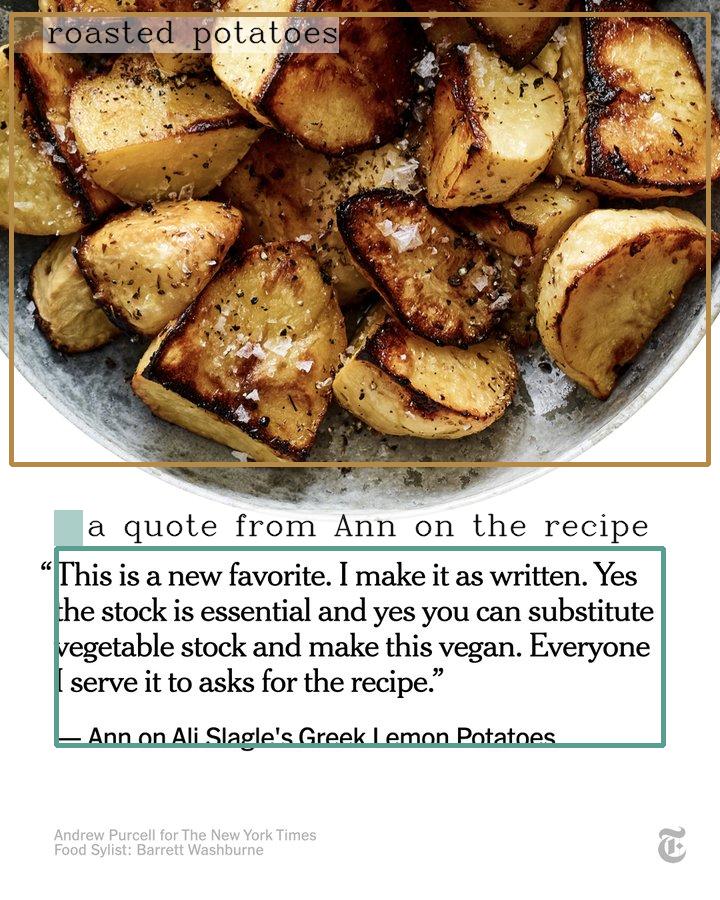 roasted potatoes
a quote from Ann on the recipe
“This is a new favorite. I make it as written. Yes
the stock is essential and yes you can substitute
vegetable stock and make this vegan. Everyone
I serve it to asks for the recipe.”
— Ann on Ali Slagle's Greek Lemon Potatoes
Andrew Purcell for The New York Times
Food Sylist: Barrett Washburne
T